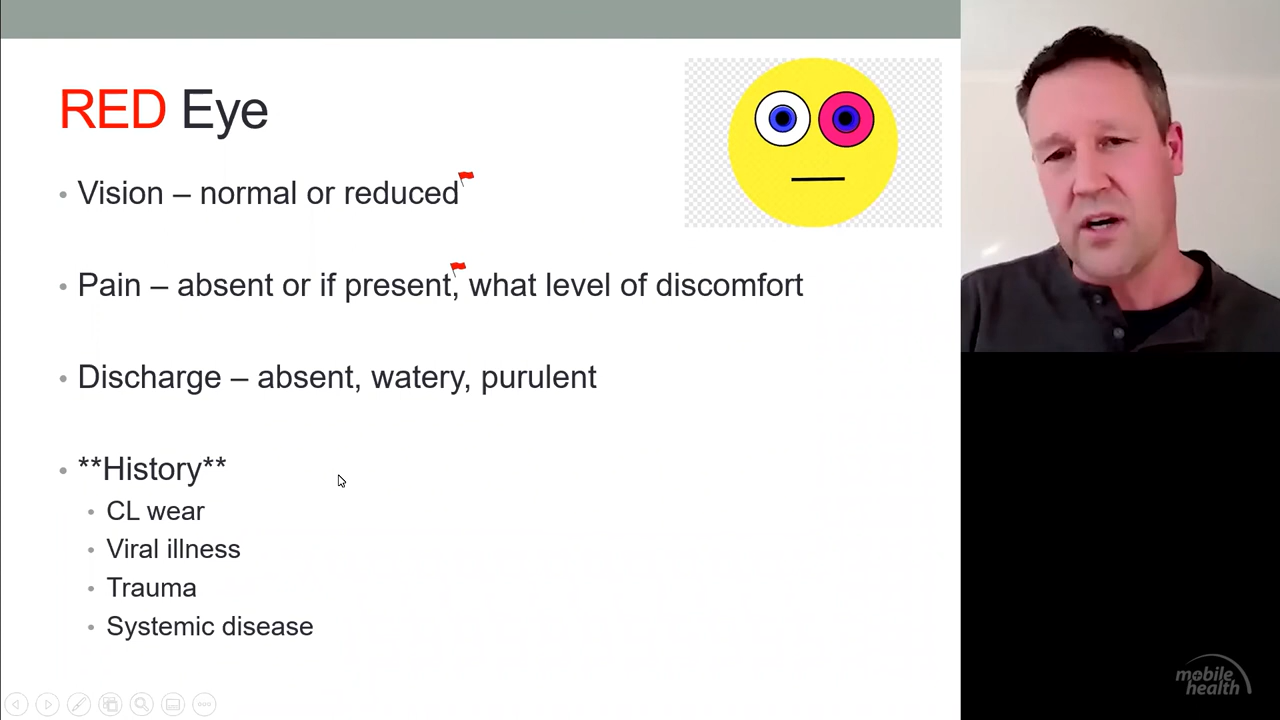 RED Eye
Vision – normal or reduced
Pain – absent or if present, what level of discomfort
Discharge – absent, watery, purulent
**History**
CL wear
Viral illness
Trauma
Systemic disease
mobile
health